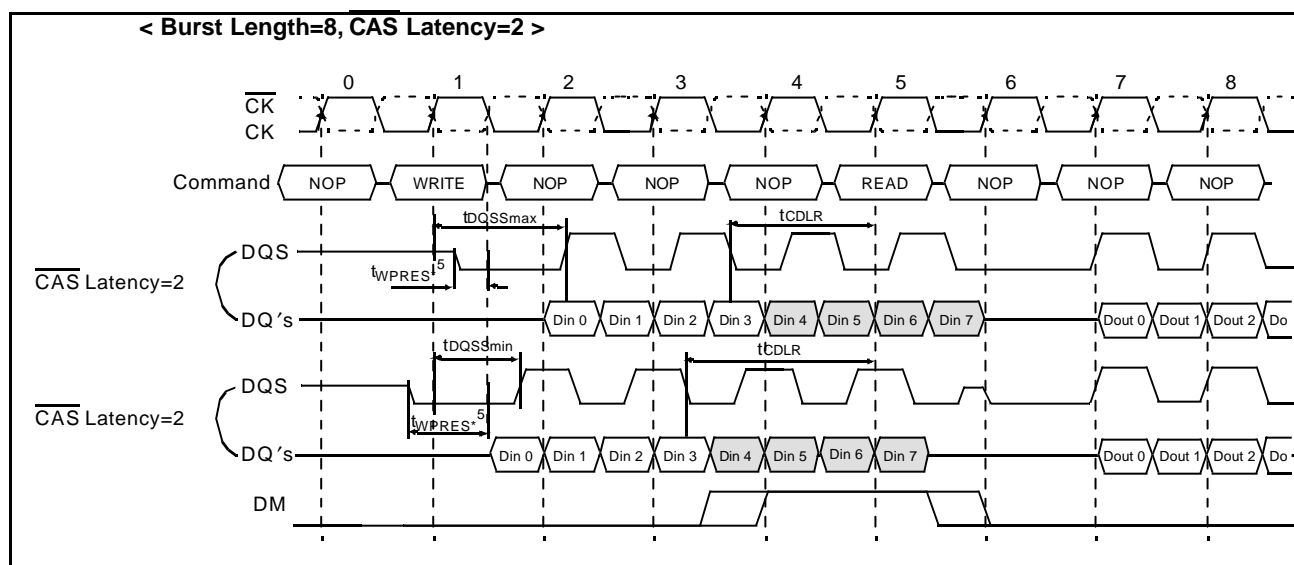 < Burst Length=8, CAS Latency=2 >
0 1 2 3 4 5 6 7 8
CK
CK
Command NOP WRITE NOP NOP NOP READ NOP NOP NOP
tDQSSmax tCDLR
DQS
tWPRES*5
CAS Latency=2
DQ's Din 0 Din 1 Din 2 Din 3 Din 4 Din 5 Din 6 Din 7 Dout 0 Dout 1 Dout 2 Do
tDQSSmin tCDLR
DQS
CAS Latency=2
tWPRES*5
DQ's Din 0 Din 1 Din 2 Din 3 Din 4 Din 5 Din 6 Din 7 Dout 0 Dout 1 Dout 2 Do
DM